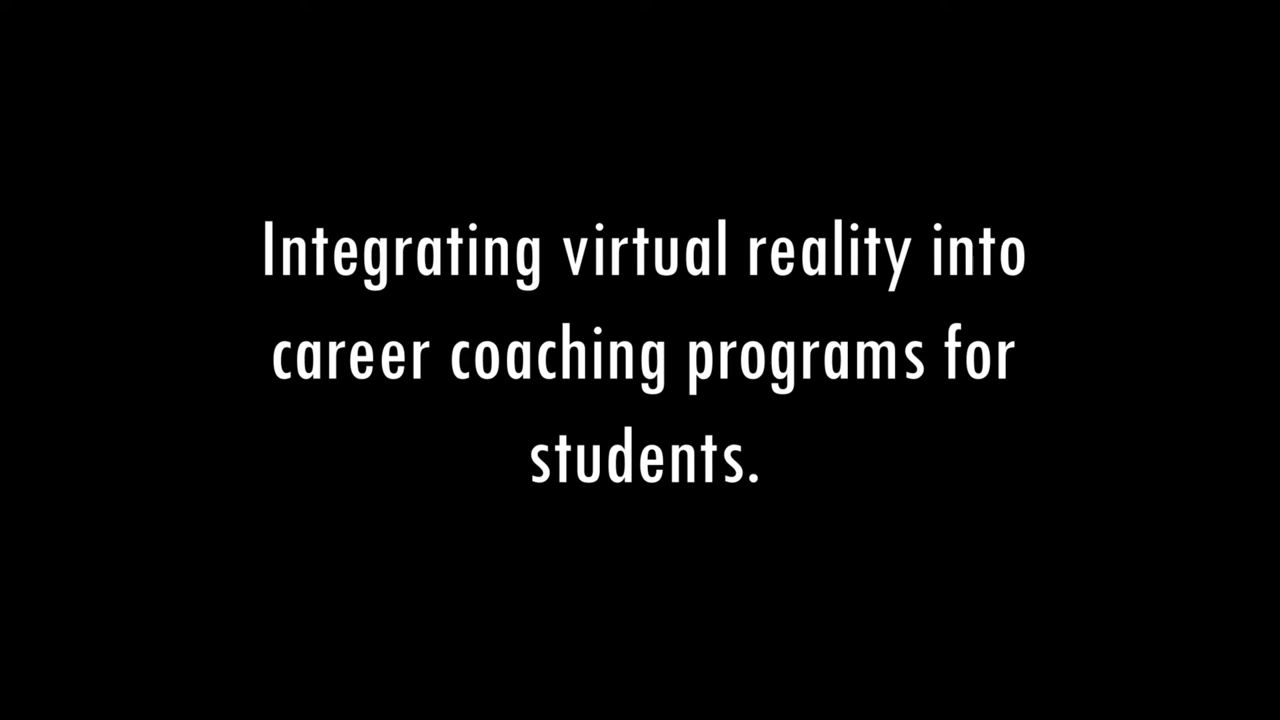 Integrating virtual reality into
career coaching programs for
students.